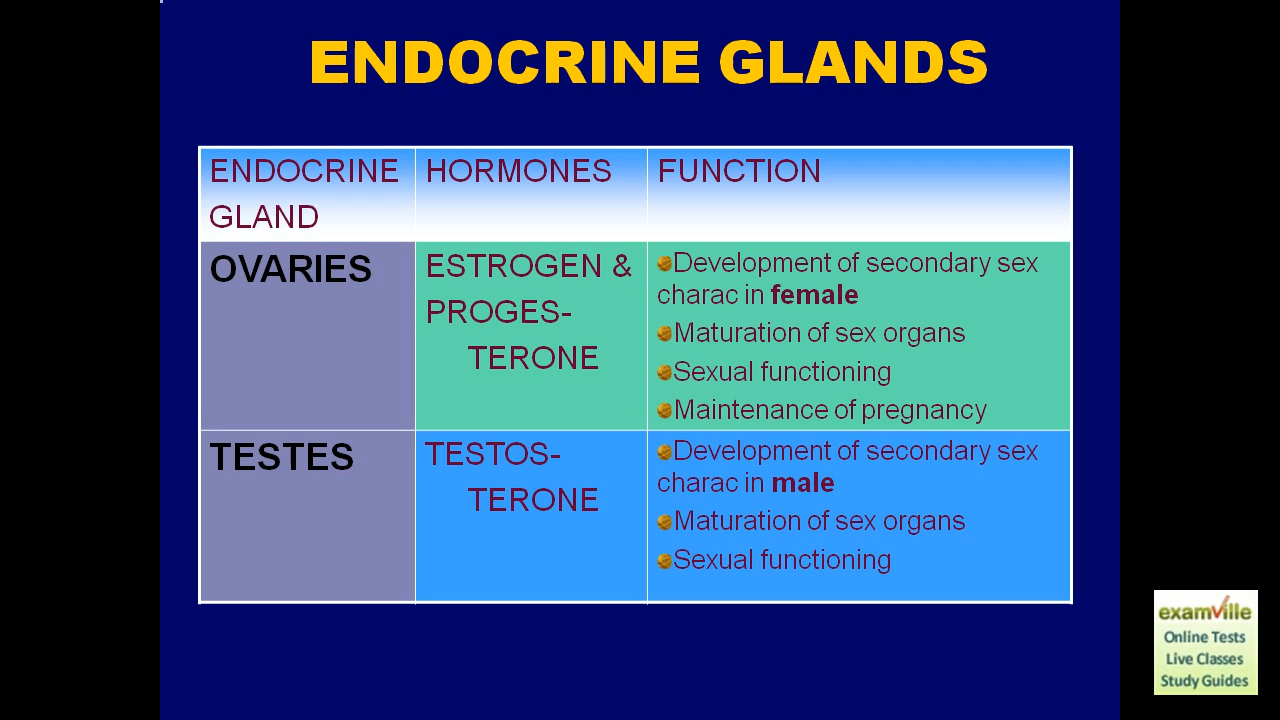 ENDOCRINE GLANDS
ENDOCRINE
GLAND
HORMONES
FUNCTION
OVARIES
ESTROGEN &
PROGES-
TERONE
Development of secondary sex
charac in female
Maturation of sex organs
Sexual functioning
Maintenance of pregnancy
TESTES
TESTOS-
TERONE
Development of secondary sex
charac in male
Maturation of sex organs
Sexual functioning
examville
Online Tests
Live Classes
Study Guides